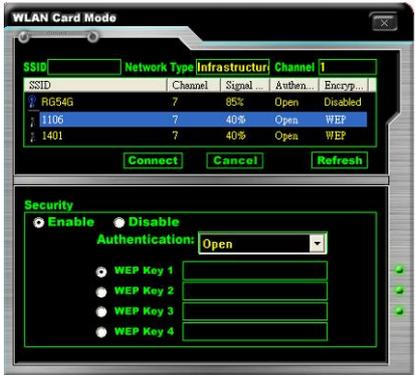 WLAN Card Mode
SSID Network Type Infrastructur Channel 1
SSID Channel Signal ... Authen... Encryp...
RG54G 7 85% Open Disabled
1106 7 40% Open WEP
1401 7 40% Open WEP
Connect Cancel Refresh
Security
Enable Disable
Authentication: Open
WEP Key 1
WEP Key 2
WEP Key 3
WEP Key 4